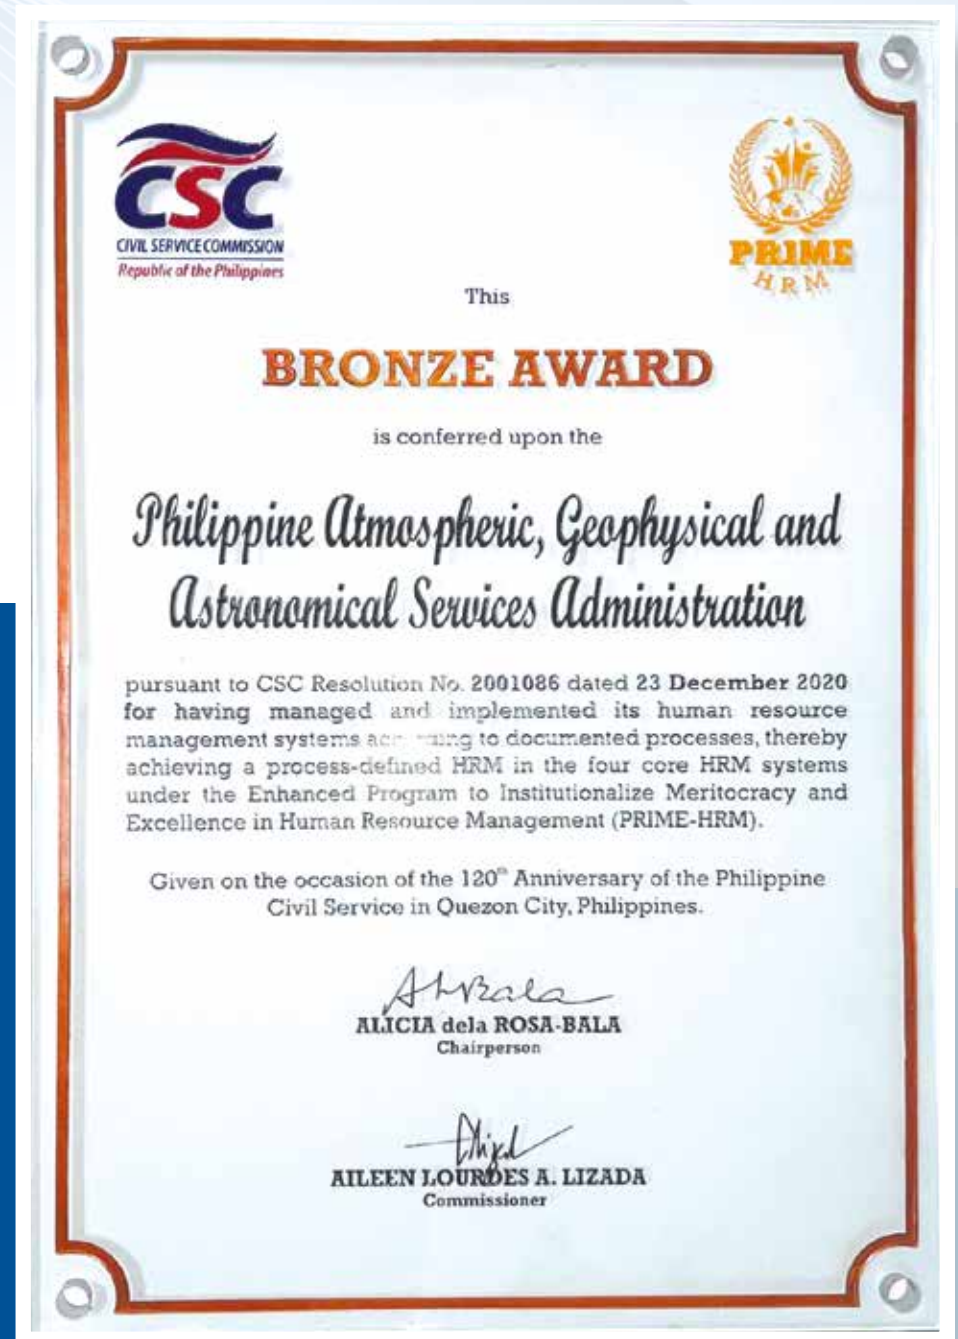 CSC
CIVIL SERVICE COMMISSION
Republic of the Philippines
PRIME
HRM
This
BRONZE AWARD
is conferred upon the
Philippine Atmospheric, Geophysical and
Astronomical Services Administration
pursuant to CSC Resolution No. 2001086 dated 23 December 2020
for having managed and implemented its human resource
management systems to documented processes, thereby
achieving a process-defined HRM in the four core HRM systems
under the Enhanced Program to Institutionalize Meritocracy and
Excellence in Human Resource Management (PRIME-HRM).
Given on the occasion of the 120th Anniversary of the Philippine
Civil Service in Quezon City, Philippines.
ALICIA dela ROSA-BALA
Chairperson
AILEEN LOURDES A. LIZADA
Commissioner